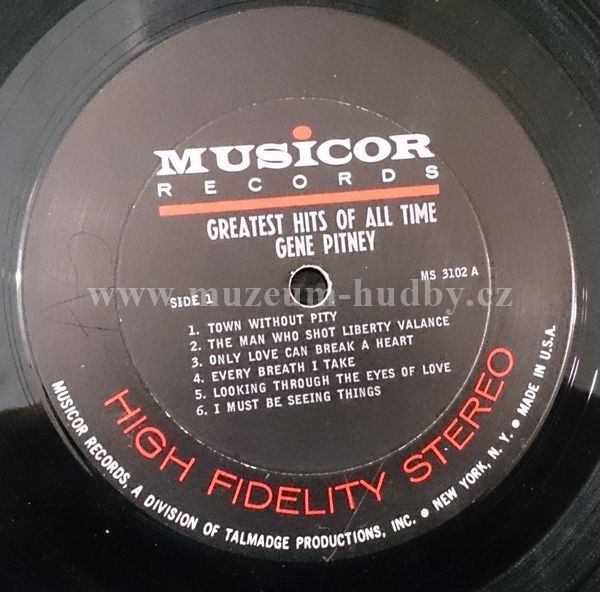 MUSICOR
RECORDS
GREATEST HITS OF ALL TIME
GENE PITNEY
MS 3102 A
SIDE 1
www.muzeum-hudby.cz
1. TOWN WITHOUT PITY
2. THE MAN WHO SHOT LIBERTY VALANCE
3. ONLY LOVE CAN BREAK A HEART
4. EVERY BREATH I TAKE
5. LOOKING THROUGH THE EYES OF LOVE
6. I MUST BE SEEING THINGS
HIGH FIDELITY STEREO
MUSICOR RECORDS, A DIVISION OF TALMADGE PRODUCTIONS, INC. • NEW YORK, N. Y. • MADE IN U.S.A.